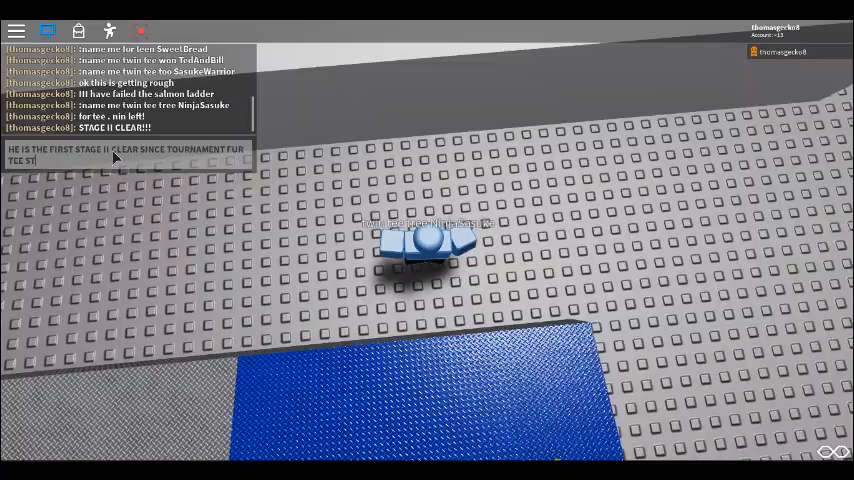 thomasgecko8
Account: <13
thomasgecko8
[thomasgecko8]: :name me for teen SweetBread
[thomasgecko8]: :name me twin tee won TedAndBill
[thomasgecko8]: :name me twin tee too SasukeWarrior
[thomasgecko8]: ok this is getting rough
[thomasgecko8]: III have failed the salmon ladder
[thomasgecko8]: :name me twin tee tree NinjaSasuke
[thomasgecko8]: for tee . nin left!
[thomasgecko8]: STAGE II CLEAR!!!
HE IS THE FIRST STAGE II CLEAR SINCE TOURNAMENT FUR
TEE ST
twin tee tree NinjaSasuke